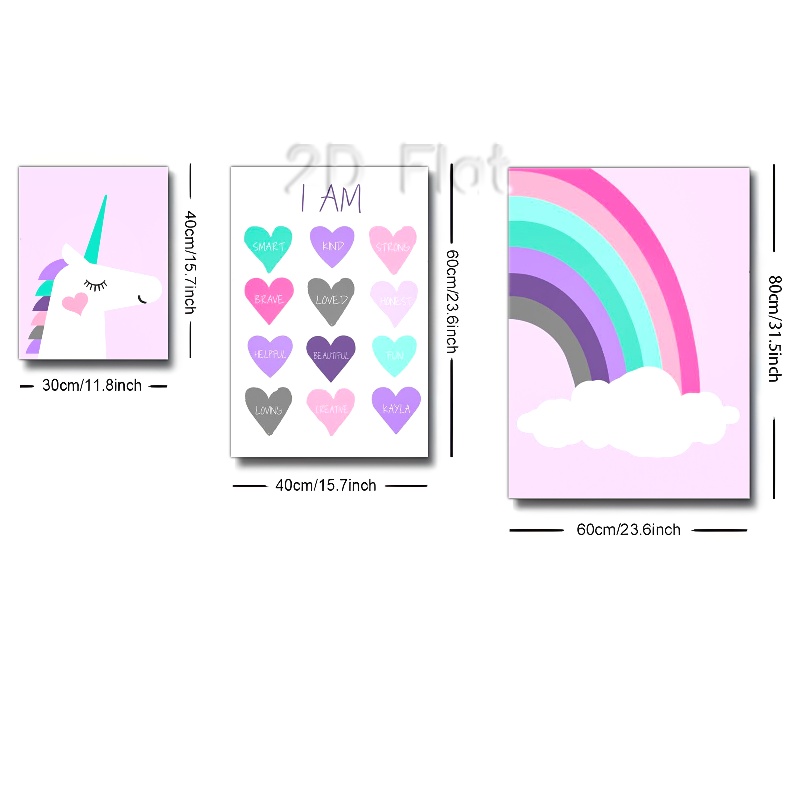 2D Flat
I AM
SMART KIND STRONG
BRAVE LOVED HONEST
HELPFUL BEAUTIFUL FUN
LOVING CREATIVE KAYLA
40cm/15.7inch
30cm/11.8inch
60cm/23.6inch
40cm/15.7inch
80cm/31.5inch
60cm/23.6inch